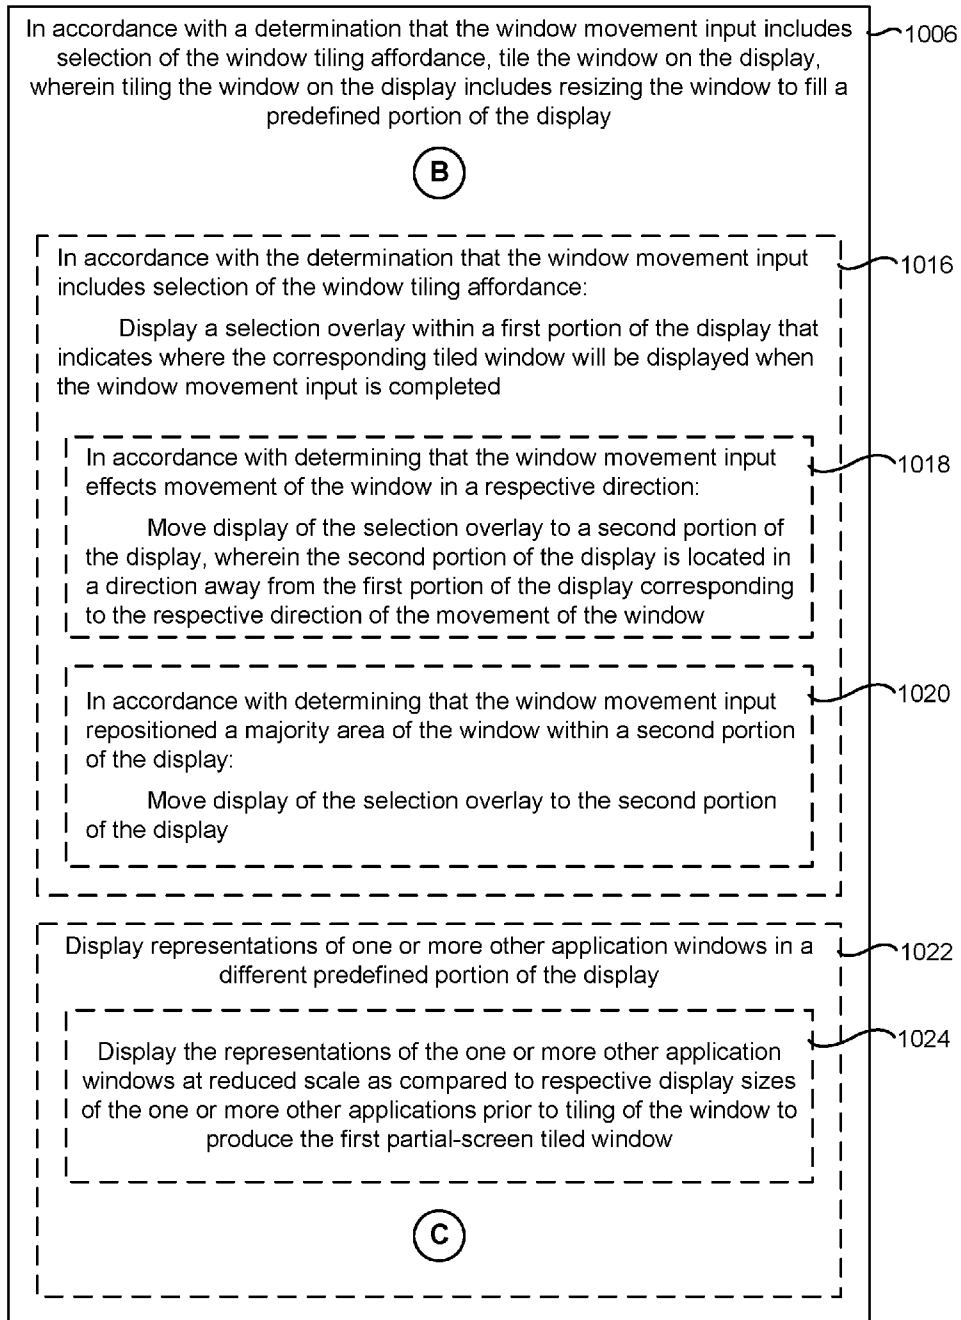 In accordance with a determination that the window movement input includes
selection of the window tiling affordance, tile the window on the display,
wherein tiling the window on the display includes resizing the window to fill a
predefined portion of the display
1006
B
In accordance with the determination that the window movement input
includes selection of the window tiling affordance:
1016
Display a selection overlay within a first portion of the display that
indicates where the corresponding tiled window will be displayed when
the window movement input is completed
In accordance with determining that the window movement input
effects movement of the window in a respective direction:
1018
Move display of the selection overlay to a second portion of
the display, wherein the second portion of the display is located in
a direction away from the first portion of the display corresponding
to the respective direction of the movement of the window
In accordance with determining that the window movement input
repositioned a majority area of the window within a second portion
of the display:
1020
Move display of the selection overlay to the second portion
of the display
Display representations of one or more other application windows in a
different predefined portion of the display
1022
Display the representations of the one or more other application
windows at reduced scale as compared to respective display sizes
of the one or more other applications prior to tiling of the window to
produce the first partial-screen tiled window
1024
C